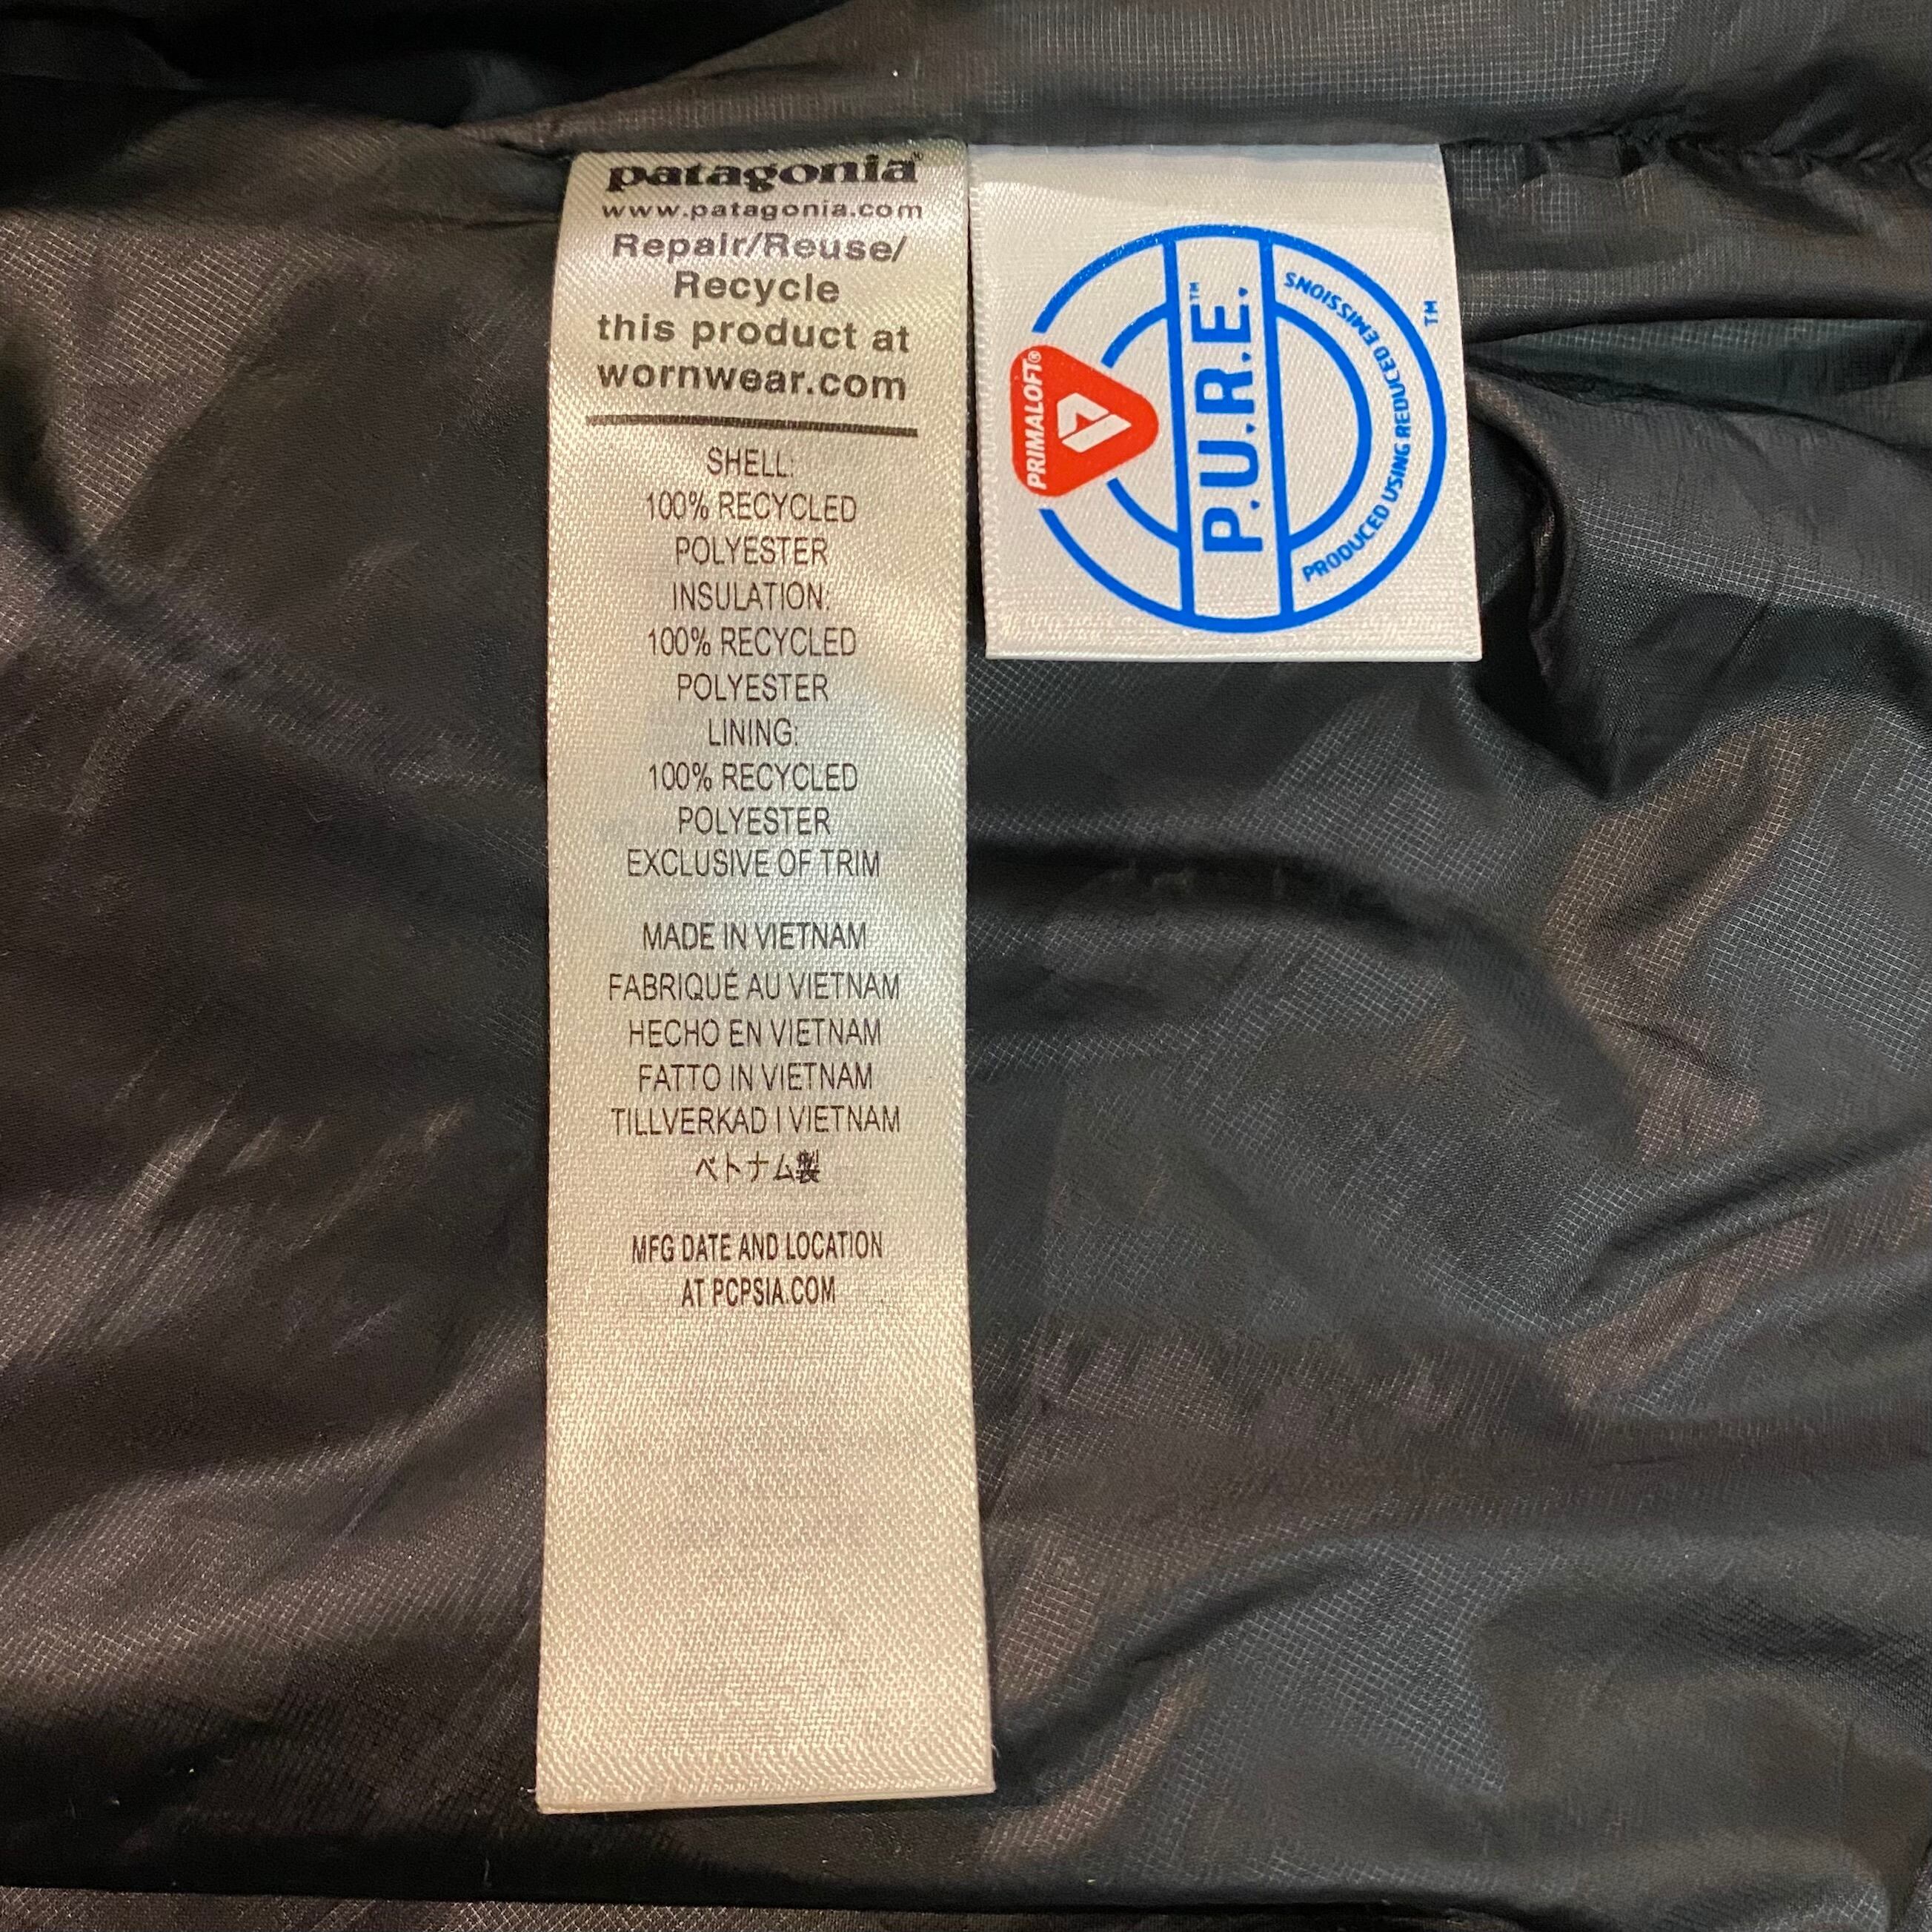 patagonia®
www.patagonia.com
Repair/Reuse/
Recycle
this product at
wornwear.com
SHELL:
100% RECYCLED
POLYESTER
INSULATION:
100% RECYCLED
POLYESTER
LINING:
100% RECYCLED
POLYESTER
EXCLUSIVE OF TRIM
MADE IN VIETNAM
FABRIQUÉ AU VIETNAM
HECHO EN VIETNAM
FATTO IN VIETNAM
TILLVERKAD I VIETNAM
ベトナム製
MFG DATE AND LOCATION
AT PCPSIA.COM
PRIMALOFT®
P.U.R.E.™
PRODUCED USING REDUCED EMISSIONS
™